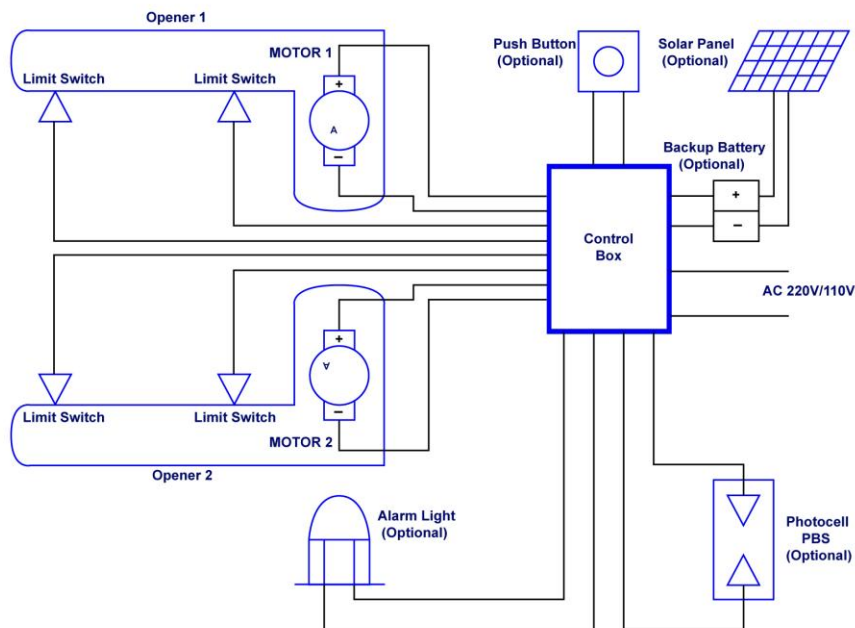 Opener 1
MOTOR 1
Limit Switch
Limit Switch
+
A
−
Push Button
(Optional)
Solar Panel
(Optional)
Backup Battery
(Optional)
+
−
Control
Box
AC 220V/110V
+
A
−
Limit Switch
Limit Switch
MOTOR 2
Opener 2
Alarm Light
(Optional)
Photocell
PBS
(Optional)